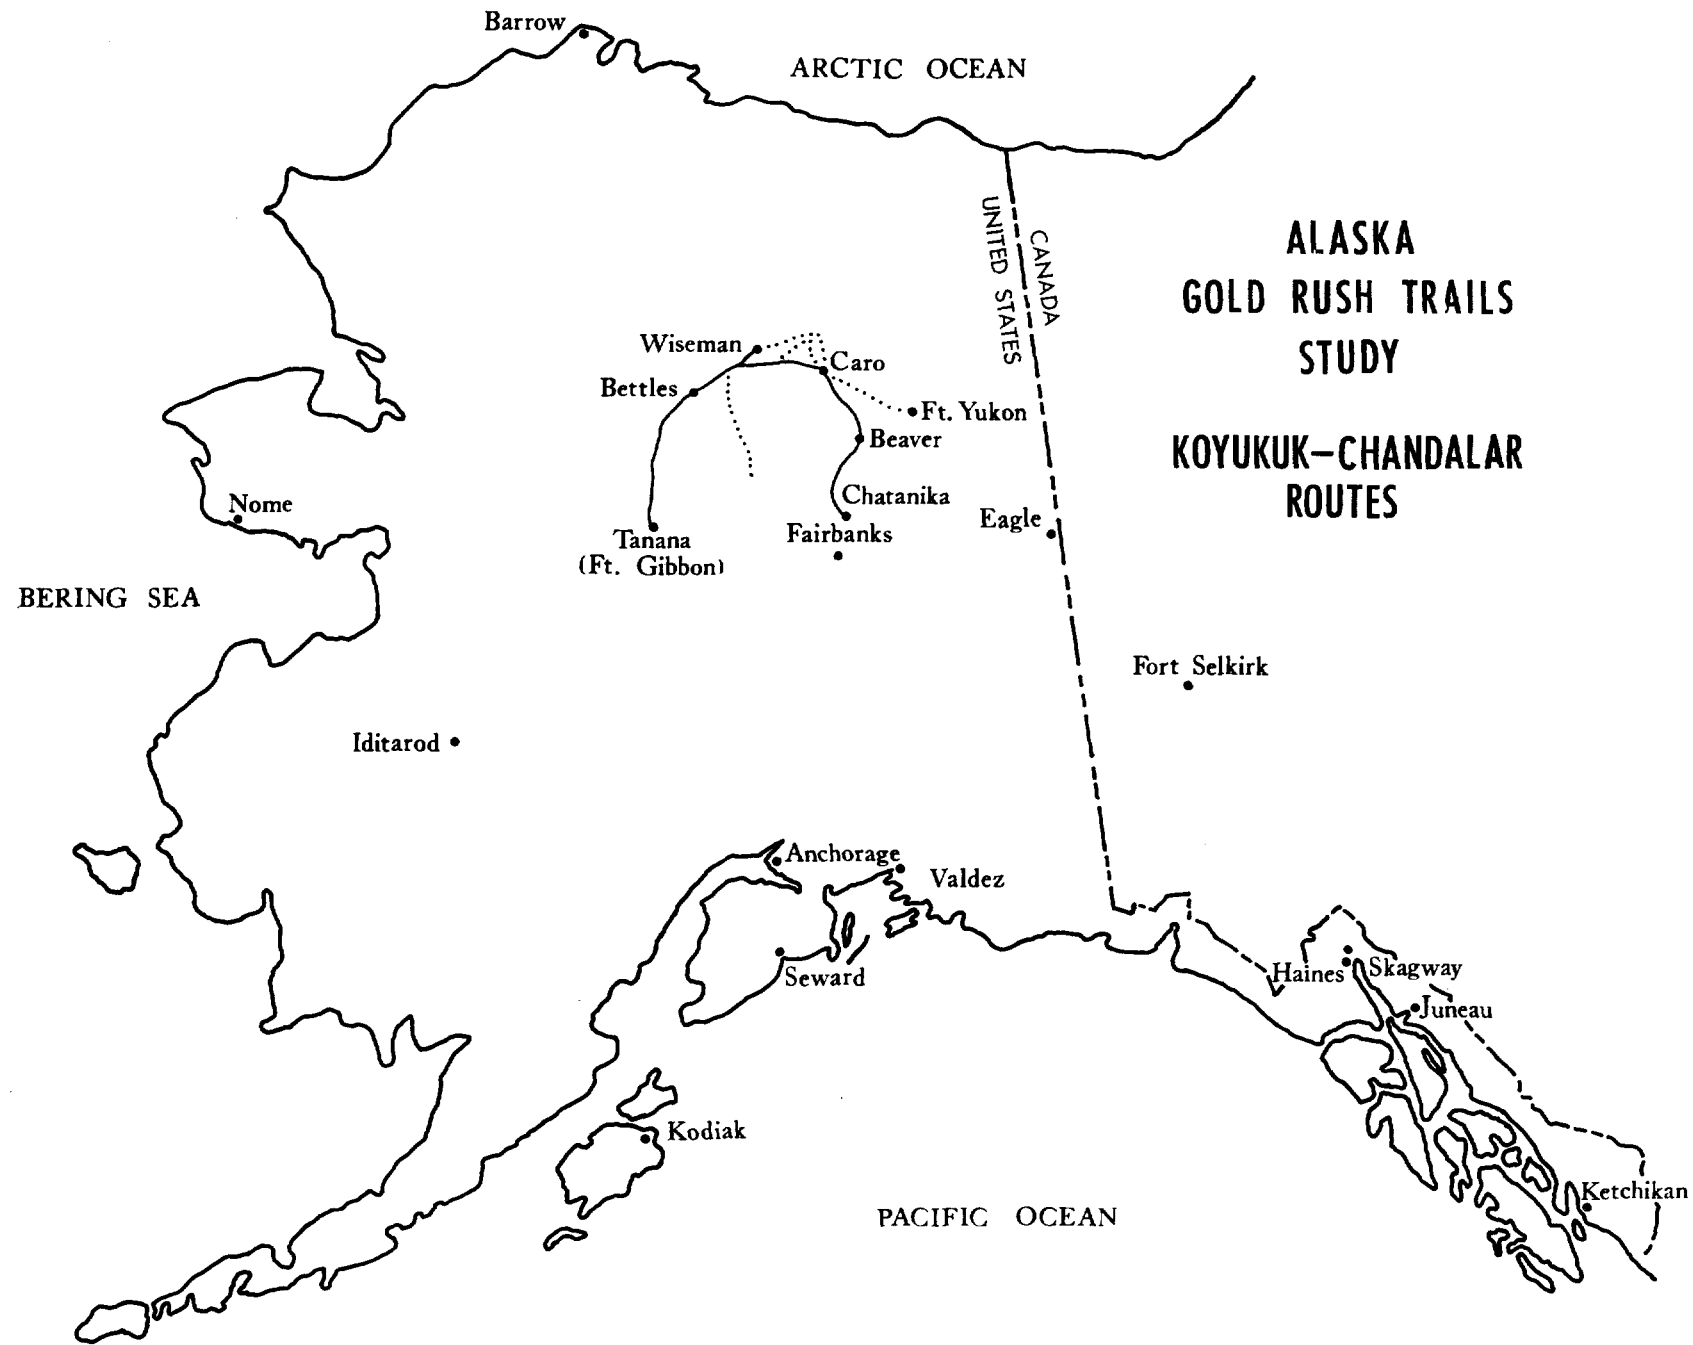 Barrow
ARCTIC OCEAN
UNITED STATES
CANADA
ALASKA
GOLD RUSH TRAILS
STUDY
KOYUKUK–CHANDALAR
ROUTES
Wiseman
Caro
Bettles
Ft. Yukon
Beaver
Chatanika
Nome
Eagle
Fairbanks
Tanana
(Ft. Gibbon)
BERING SEA
Fort Selkirk
Iditarod
Anchorage
Valdez
Seward
Haines
Skagway
Juneau
Kodiak
Ketchikan
PACIFIC OCEAN